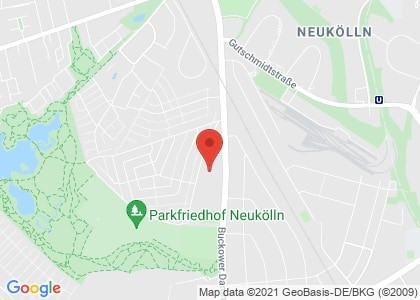 NEUKÖLLN
Gutschmidtstraße
U
Parkfriedhof Neukölln
Buckower Da
Google
Map data ©2021 GeoBasis-DE/BKG (©2009)